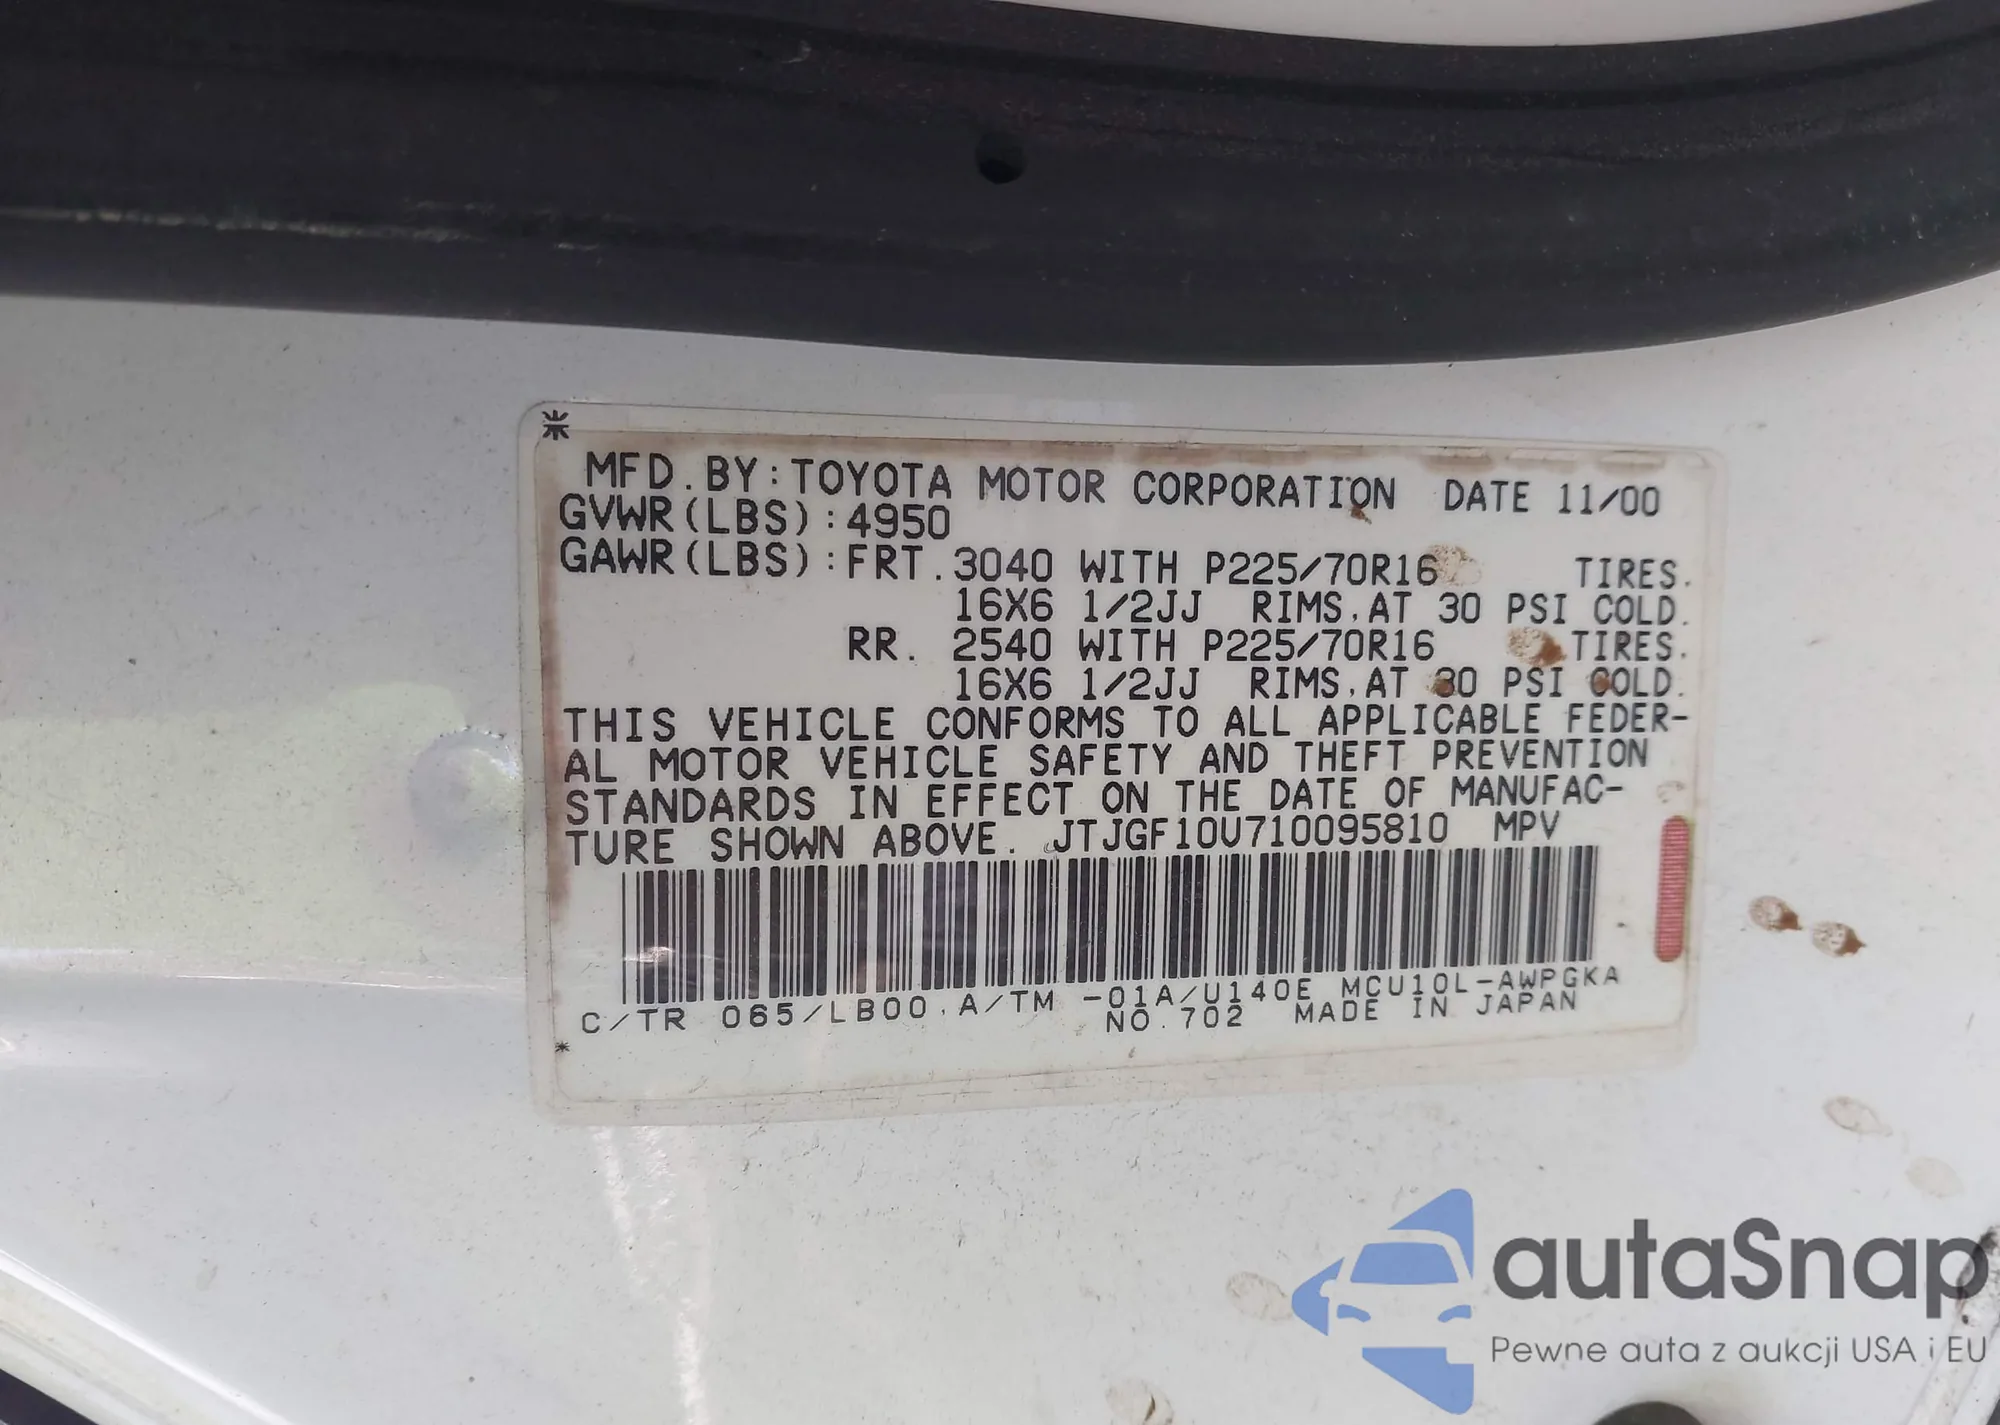 MFD. BY: TOYOTA MOTOR CORPORATION DATE 11/00
GVWR(LBS): 4950
GAWR(LBS): FRT. 3040 WITH P225/70R16 TIRES.
16X6 1/2JJ RIMS, AT 30 PSI COLD.
RR. 2540 WITH P225/70R16 TIRES.
16X6 1/2JJ RIMS, AT 30 PSI COLD.
THIS VEHICLE CONFORMS TO ALL APPLICABLE FEDER-
AL MOTOR VEHICLE SAFETY AND THEFT PREVENTION
STANDARDS IN EFFECT ON THE DATE OF MANUFAC-
TURE SHOWN ABOVE. JTJGF10U710095810 MPV
C/TR 065/LB00, A/TM -01A/U140E MCU10L-AWPGKA
NO. 702 MADE IN JAPAN
autaSnap
Pewne auta z aukcji USA i EU